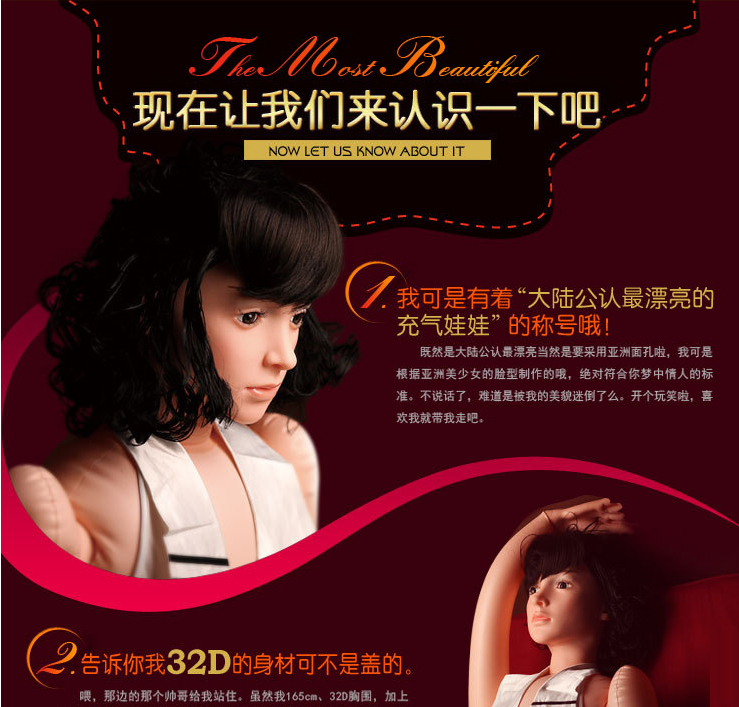 The Most Beautiful
现在让我们来认识一下吧
NOW LET US KNOW ABOUT IT
1. 我可是有着“大陆公认最漂亮的
充气娃娃”的称号哦！
既然是大陆公认最漂亮当然是要采用亚洲面孔啦，我可是
根据亚洲美少女的脸型制作的哦，绝对符合你梦中情人的标
准。不说话了，难道是被我的美貌迷倒了么。开个玩笑啦，喜
欢我就带我走吧。
2. 告诉你我32D的身材可不是盖的。
喂，那边的那个帅哥给我站住。虽然我165cm、32D胸围，加上